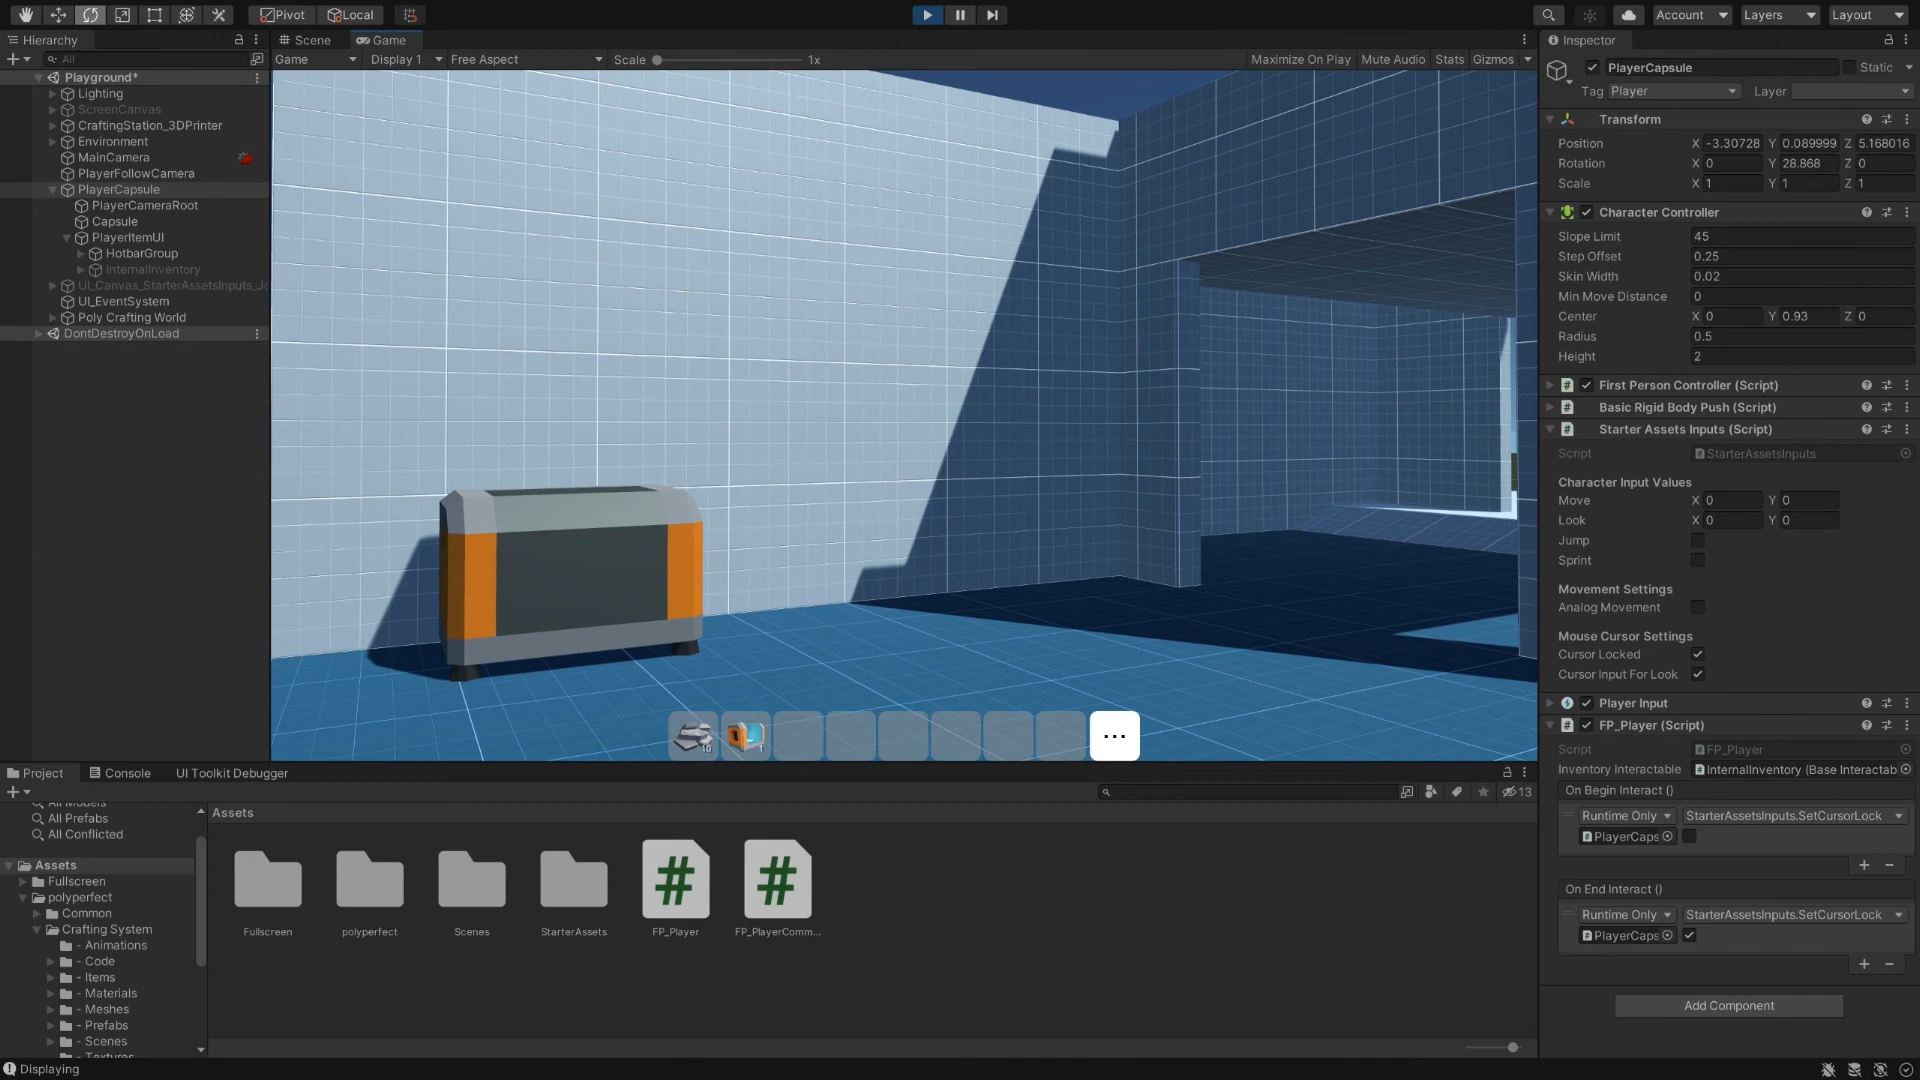 Pivot
Local
Account
Layers
Layout
Hierarchy
All
Playground*
Lighting
ScreenCanvas
CraftingStation_3DPrinter
Environment
MainCamera
PlayerFollowCamera
PlayerCapsule
PlayerCameraRoot
Capsule
PlayerItemUI
HotbarGroup
InternalInventory
UI_Canvas_StarterAssetsInputs_Jo
UI_EventSystem
Poly Crafting World
DontDestroyOnLoad
Scene
Game
Game
Display 1
Free Aspect
Scale
1x
Maximize On Play
Mute Audio
Stats
Gizmos
10
1
...
Inspector
PlayerCapsule
Static
Tag Player
Layer
Transform
Position X -3.30728 Y 0.089999 Z 5.168016
Rotation X 0 Y 28.868 Z 0
Scale X 1 Y 1 Z 1
Character Controller
Slope Limit 45
Step Offset 0.25
Skin Width 0.02
Min Move Distance 0
Center X 0 Y 0.93 Z 0
Radius 0.5
Height 2
First Person Controller (Script)
Basic Rigid Body Push (Script)
Starter Assets Inputs (Script)
Script StarterAssetsInputs
Character Input Values
Move X 0 Y 0
Look X 0 Y 0
Jump
Sprint
Movement Settings
Analog Movement
Mouse Cursor Settings
Cursor Locked
Cursor Input For Look
Player Input
FP_Player (Script)
Script FP_Player
Inventory Interactable InternalInventory (Base Interactab
On Begin Interact ()
Runtime Only StarterAssetsInputs.SetCursorLock
PlayerCaps
On End Interact ()
Runtime Only StarterAssetsInputs.SetCursorLock
PlayerCaps
Add Component
Project
Console
UI Toolkit Debugger
13
All Models
All Prefabs
All Conflicted
Assets
Fullscreen
polyperfect
Common
Crafting System
- Animations
- Code
- Items
- Materials
- Meshes
- Prefabs
- Scenes
- Textures
Assets
Fullscreen
polyperfect
Scenes
StarterAssets
FP_Player
FP_PlayerComm...
Displaying